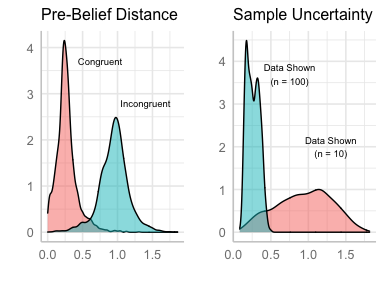 Pre-Belief Distance
4
3
2
1
0
Congruent
Incongruent
0.0 0.5 1.0 1.5
Sample Uncertainty
4
3
2
1
0
Data Shown
(n = 100)
Data Shown
(n = 10)
0.0 0.5 1.0 1.5